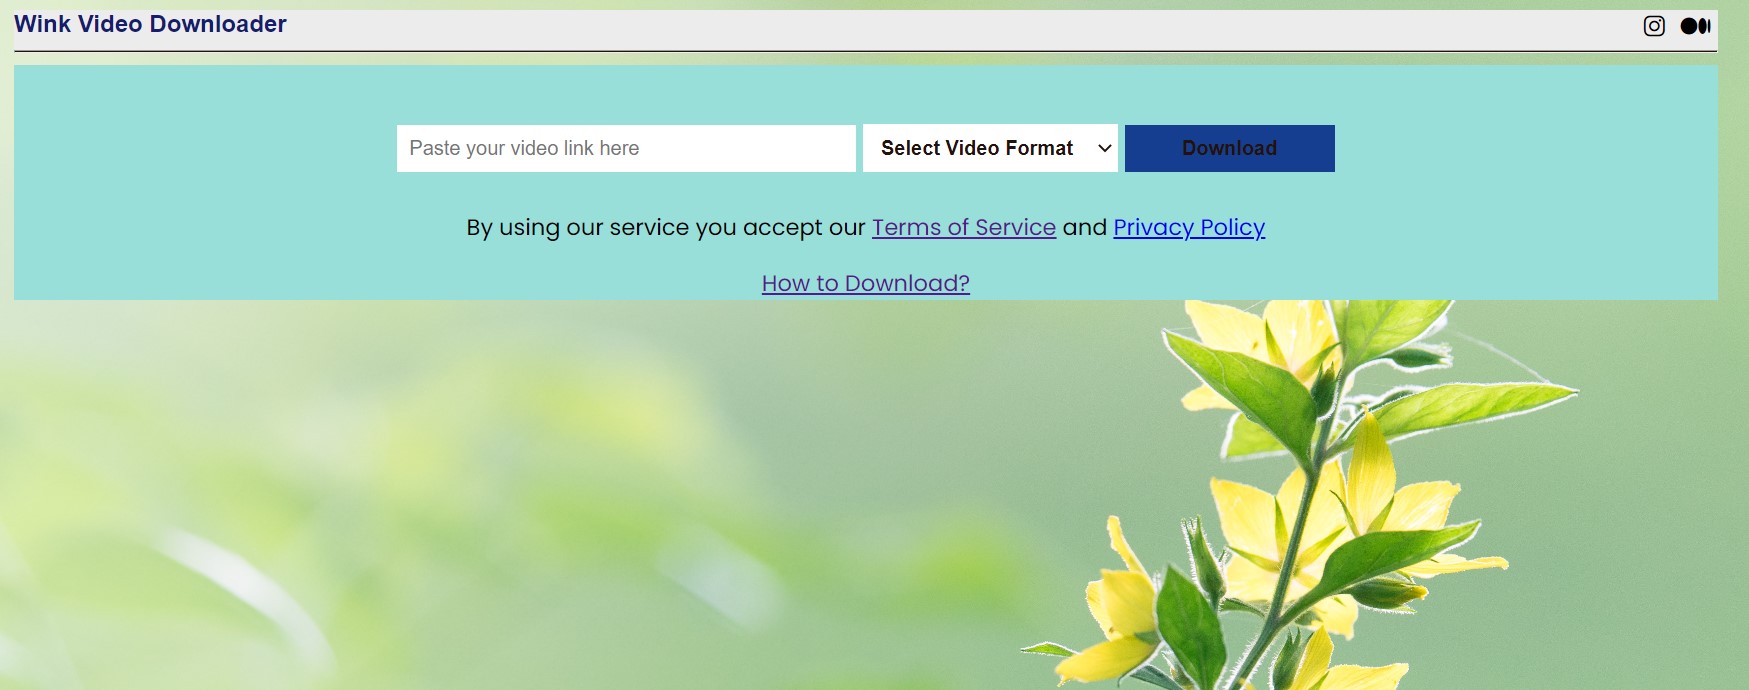 Wink Video Downloader
Paste your video link here
Select Video Format
Download
By using our service you accept our Terms of Service and Privacy Policy
How to Download?